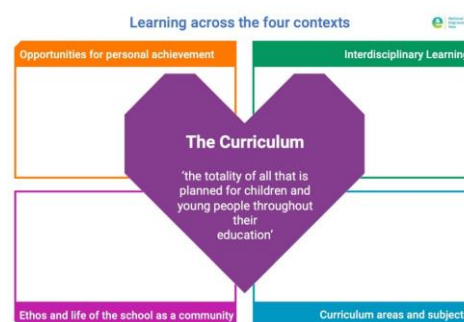 Learning across the four contexts
Opportunities for personal achievement
Interdisciplinary Learning
The Curriculum
'the totality of all that is
planned for children and
young people throughout
their
education'
Ethos and life of the school as a community
Curriculum areas and subject